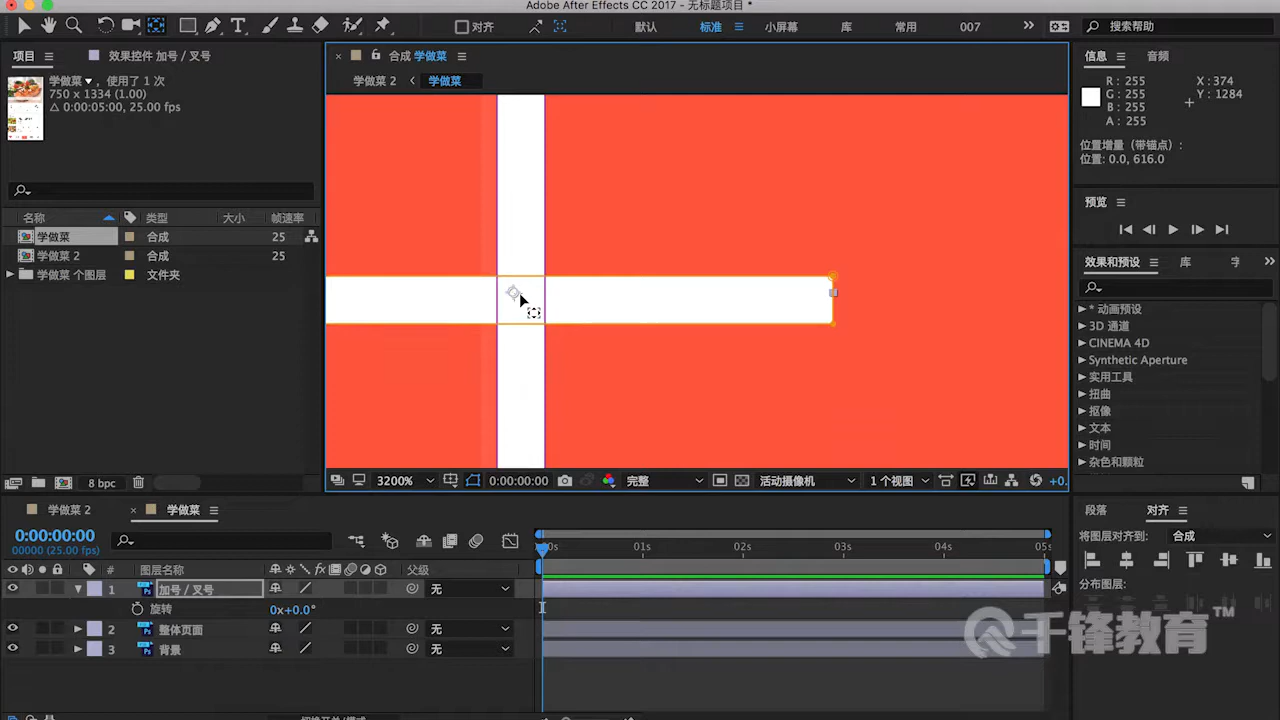 Adobe After Effects CC 2017 - 无标题项目 *
对齐
默认
标准
小屏幕
库
常用
007
搜索帮助
项目
效果控件 加号 / 叉号
学做菜▼, 使用了 1 次
750 x 1334 (1.00)
△ 0:00:05:00, 25.00 fps
名称
类型
大小
帧速率
学做菜
合成
25
学做菜 2
合成
25
学做菜 个图层
文件夹
8 bpc
合成 学做菜
学做菜 2
学做菜
3200%
0:00:00:00
完整
活动摄像机
1 个视图
+0.
信息
音频
R : 255
G : 255
B : 255
A : 255
X : 374
Y : 1284
位置增量 (带锚点) :
位置: 0.0, 616.0
预览
效果和预设
库
字
* 动画预设
3D 通道
CINEMA 4D
Synthetic Aperture
实用工具
扭曲
抠像
文本
时间
杂色和颗粒
学做菜 2
学做菜
0:00:00:00
00000 (25.00 fps)
00s
01s
02s
03s
04s
05s
#
图层名称
父级
1
加号 / 叉号
无
旋转
0x+0.0°
2
整体页面
无
3
背景
无
段落
对齐
将图层对齐到:
合成
分布图层:
千锋教育™
切换开关/模式